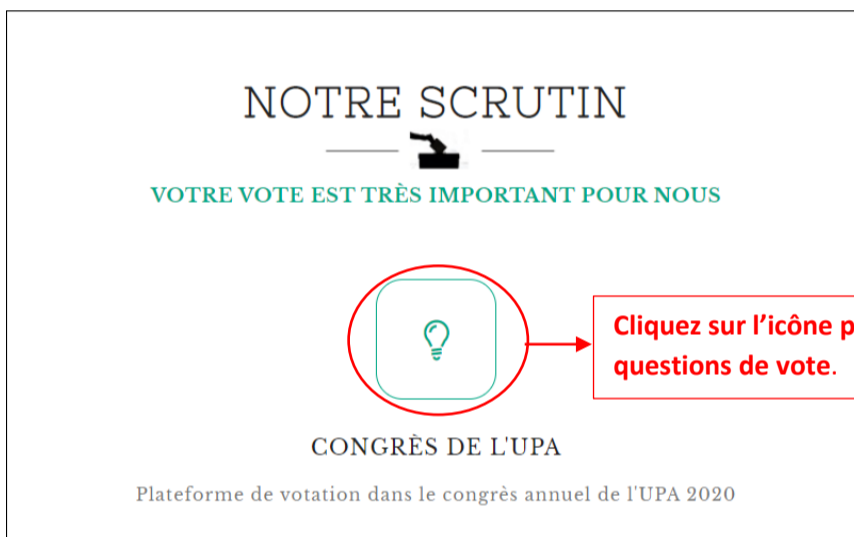 NOTRE SCRUTIN
VOTRE VOTE EST TRÈS IMPORTANT POUR NOUS
Cliquez sur l’icône p
questions de vote.
CONGRÈS DE L'UPA
Plateforme de votation dans le congrès annuel de l'UPA 2020